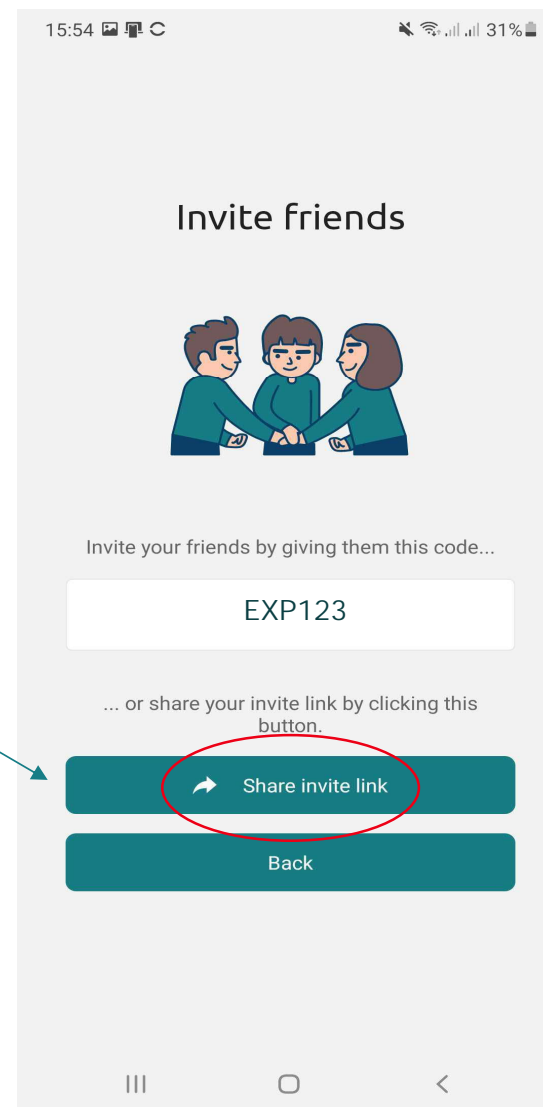 15:54 31%
Invite friends
Invite your friends by giving them this code...
EXP123
... or share your invite link by clicking this
button.
Share invite link
Back